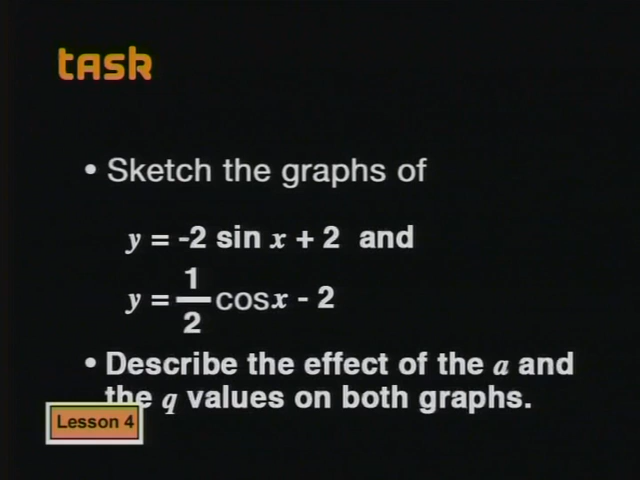 task
• Sketch the graphs of
y = -2 sin x + 2 and
y = 1/2 cosx - 2
• Describe the effect of the a and
the q values on both graphs.
Lesson 4